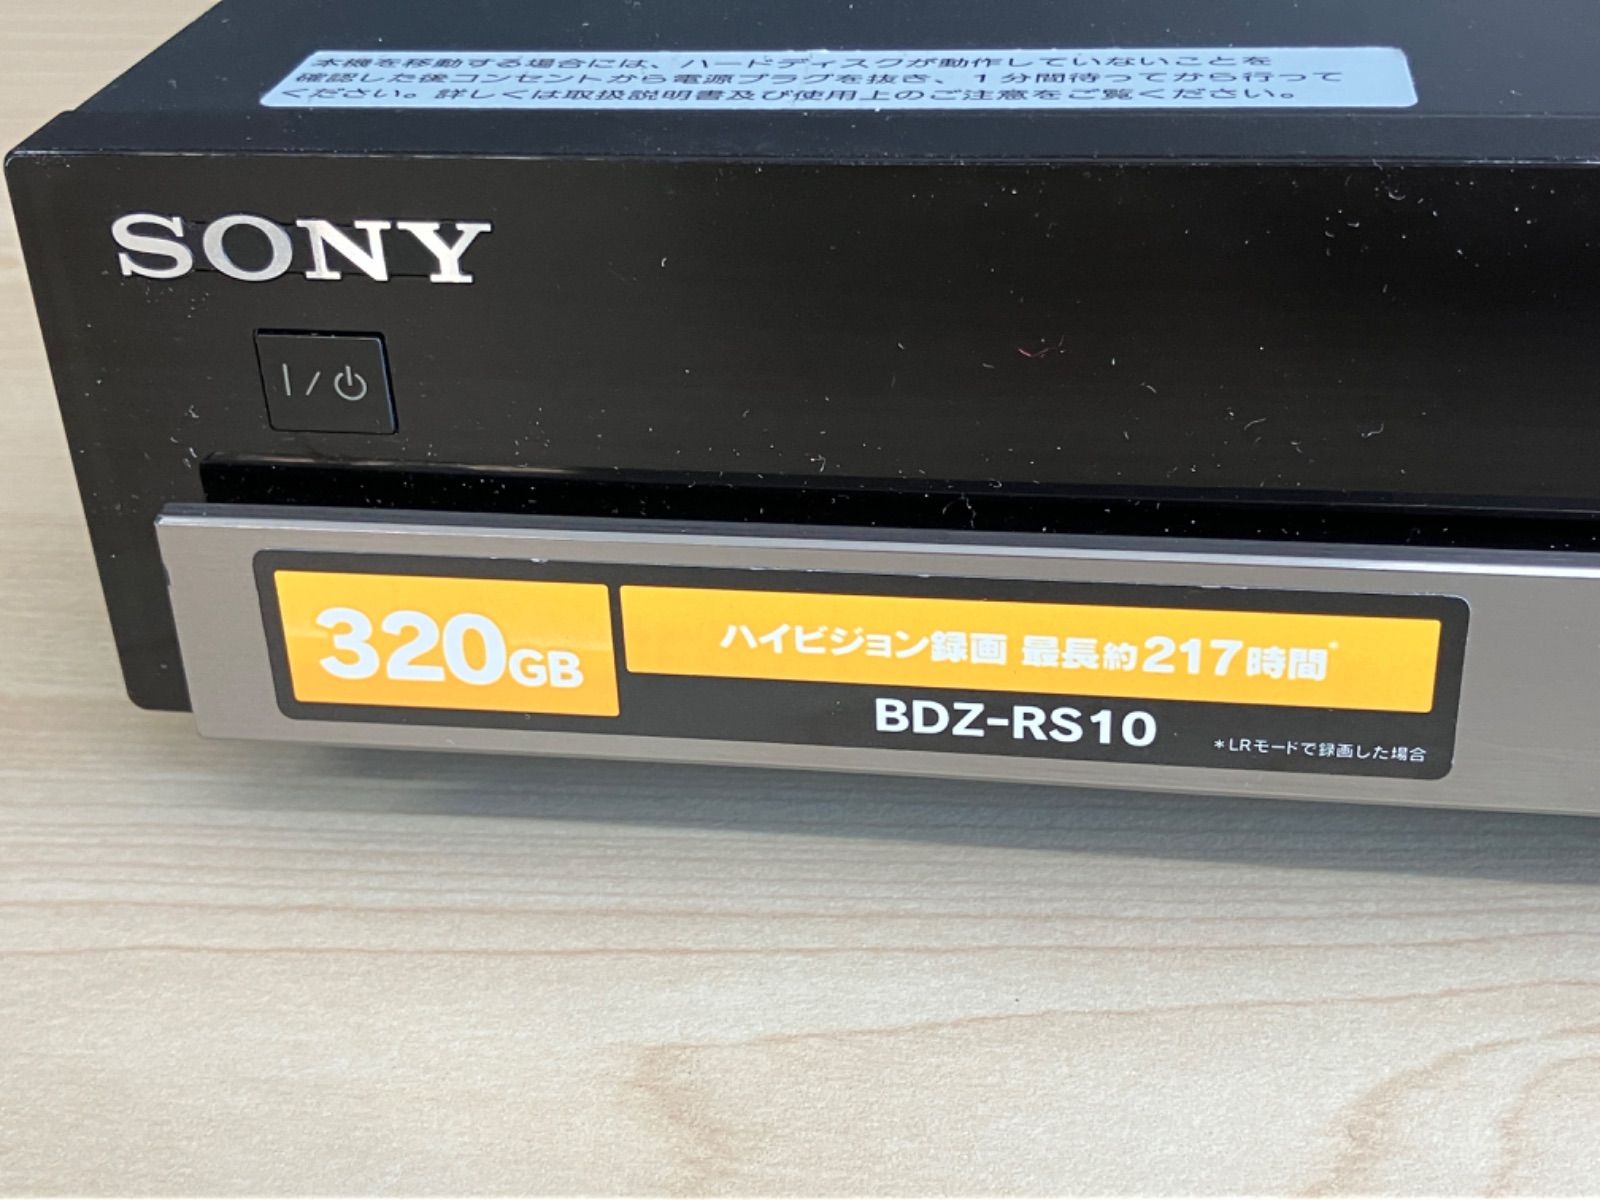 本機を移動する場合には、ハードディスクが動作していないことを
確認した後コンセントから電源プラグを抜き、1分間待ってから行って
ください。詳しくは取扱説明書及び使用上のご注意をご覧ください。
SONY
320GB
ハイビジョン録画 最長約217時間*
BDZ-RS10
*LRモードで録画した場合